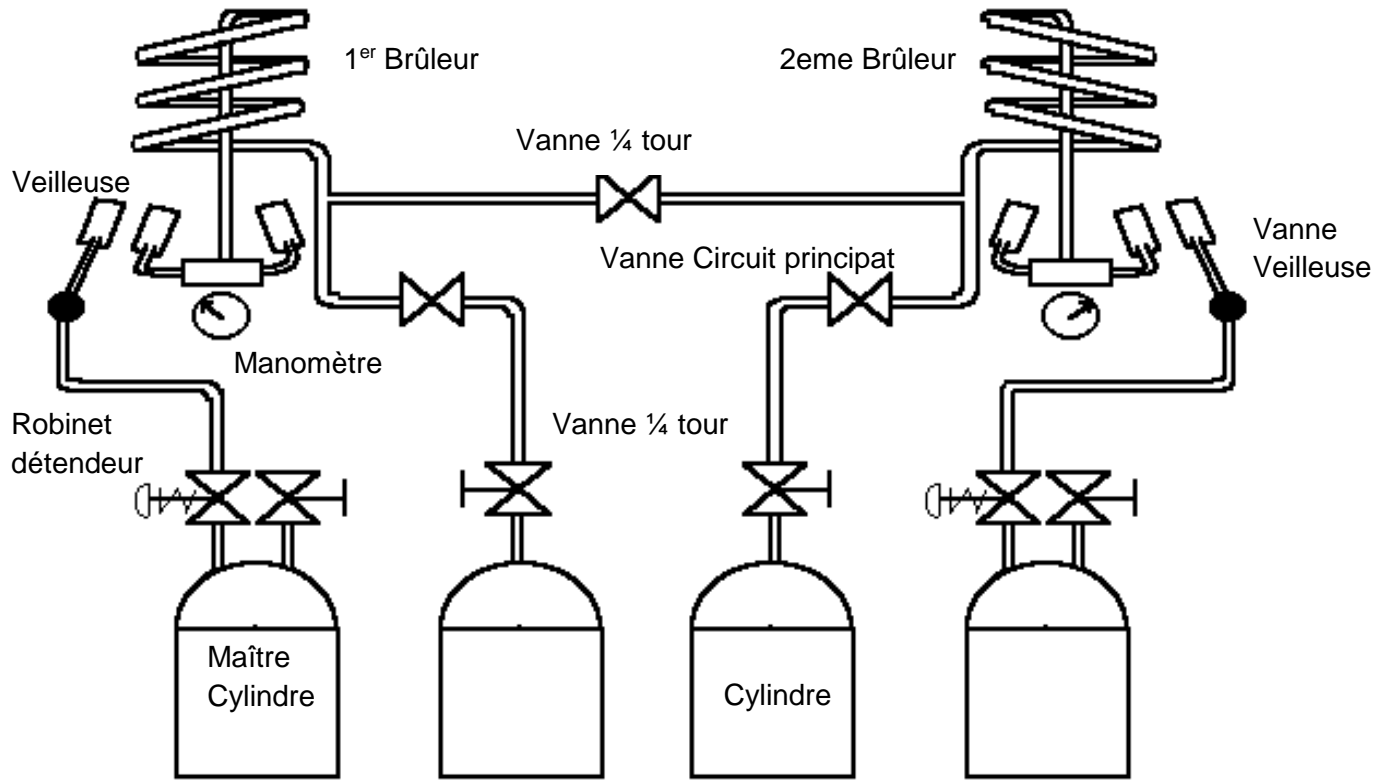 1er Brûleur
2eme Brûleur
Vanne ¼ tour
Veilleuse
Vanne
Veilleuse
Vanne Circuit principat
Manomètre
Robinet
détendeur
Vanne ¼ tour
Maître
Cylindre
Cylindre